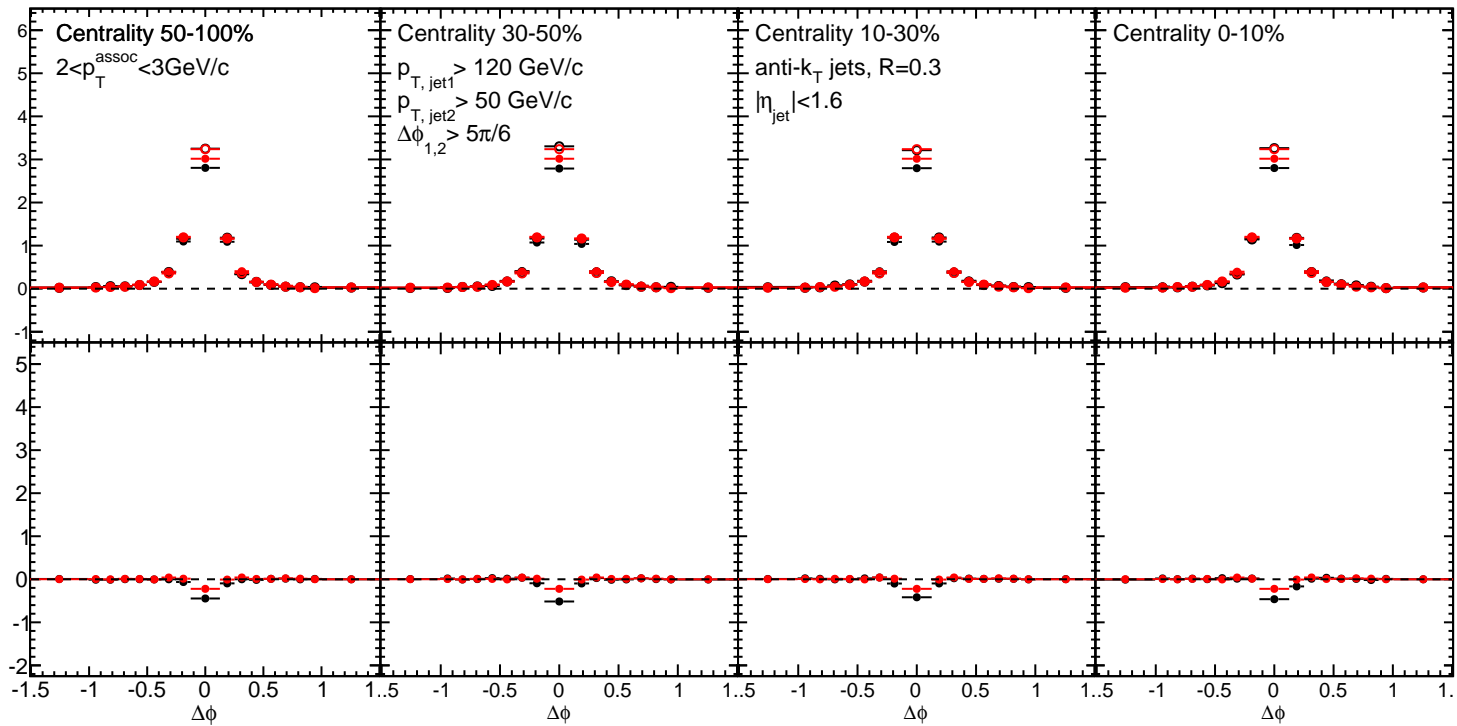 Centrality 50-100%
2<p_T^assoc<3GeV/c
Centrality 30-50%
p_T, jet1> 120 GeV/c
p_T, jet2> 50 GeV/c
Δϕ_1,2> 5π/6
Centrality 10-30%
anti-k_T jets, R=0.3
|η_jet|<1.6
Centrality 0-10%
6
5
4
3
2
1
0
-1
5
4
3
2
1
0
-1
-2
-1.5 -1 -0.5 0 0.5 1 1.5 -1 -0.5 0 0.5 1 1.5 -1 -0.5 0 0.5 1 1.5 -1 -0.5 0 0.5 1 1.
Δϕ Δϕ Δϕ Δϕ